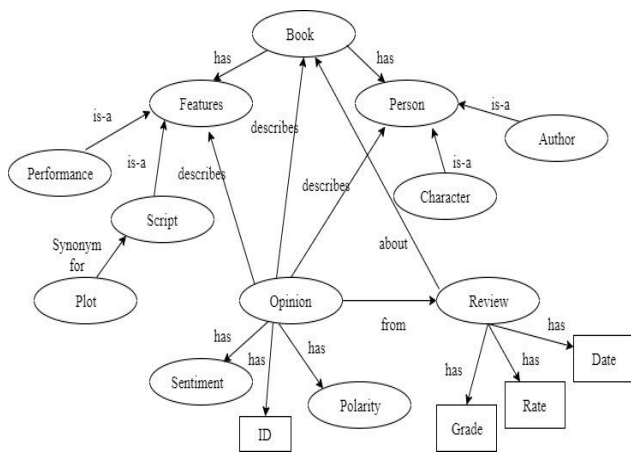 Book
has
has
Features
Person
is-a
Author
is-a
describes
Performance
is-a
describes
describes
is-a
Character
Script
Synonym
for
about
Plot
Opinion
from
Review
has
has
has
has
has
has
Date
Sentiment
Polarity
Rate
ID
Grade